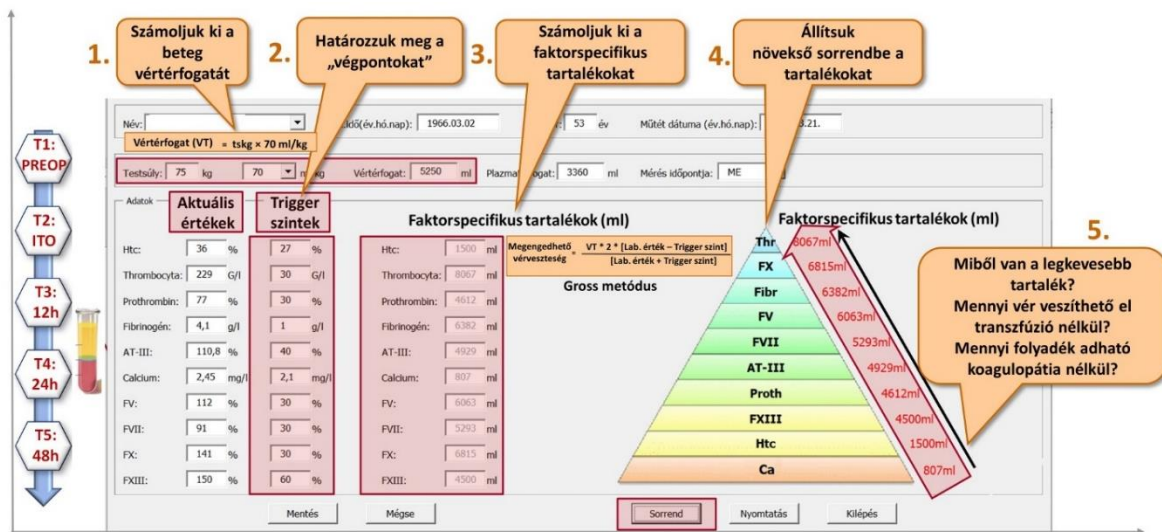 1.
Számoljuk ki a
beteg
vértérfogatát
2.
Határozzuk meg a
„végpontokat”
3.
Számoljuk ki a
faktorspecifikus
tartalékokat
4.
Állítsuk
növekső sorrendbe a
tartalékokat
T1:
PREOP
T2:
ITO
T3:
12h
T4:
24h
T5:
48h
Név:
idő(év.hó.nap): 1966.03.02
53 év
Műtét dátuma (év.hó.nap):
3.21.
Vértérfogat (VT) = tskg × 70 ml/kg
Testsúly: 75 kg 70 kg Vértérfogat: 5250 ml 3360 ml Mérés időpontja: ME
Adatok
Aktuális
értékek
Trigger
szintek
Faktorspecifikus tartalékok (ml)
Htc: 36 % 27 % Htc: 1500 ml
Thrombocyta: 229 G/l 30 G/l Thrombocyta: 8067 ml
Prothrombin: 77 % 30 % Prothrombin: 4612 ml
Fibrinogén: 4,1 g/l 1 g/l Fibrinogén: 6382 ml
AT-III: 110,8 % 40 % AT-III: 4929 ml
Calcium: 2,45 mg/l 2,1 mg/l Calcium: 807 ml
FV: 112 % 30 % FV: 6063 ml
FVII: 91 % 30 % FVII: 5293 ml
FX: 141 % 30 % FX: 6815 ml
FXIII: 150 % 60 % FXIII: 4500 ml
Megengedhető
vérveszteség
=
VT * 2 * [Lab. érték – Trigger szint]
[Lab. érték + Trigger szint]
Gross metódus
Faktorspecifikus tartalékok (ml)
Thr 8067ml
FX 6815ml
Fibr 6382ml
FV 6063ml
FVII 5293ml
AT-III 4929ml
Proth 4612ml
FXIII 4500ml
Htc 1500ml
Ca 807ml
5.
Miből van a legkevesebb
tartalék?
Mennyi vér veszíthető el
transzfúzió nélkül?
Mennyi folyadék adható
koagulopátia nélkül?
Mentés Mégse Sorrend Nyomtatás Kilépés